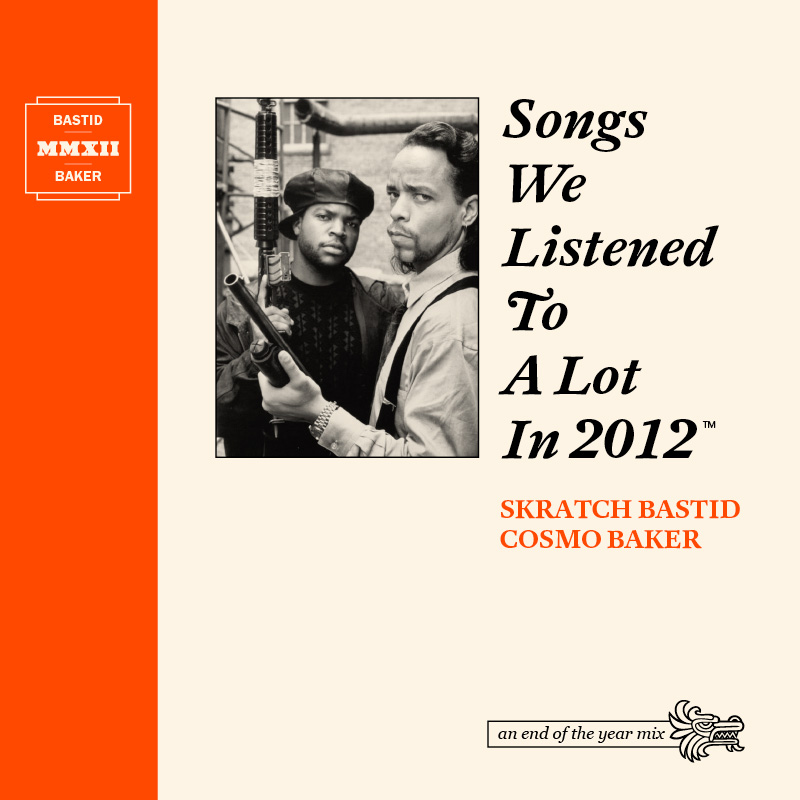 BASTID
MMXII
BAKER
Songs
We
Listened
To
A Lot
In 2012™
SKRATCH BASTID
COSMO BAKER
an end of the year mix